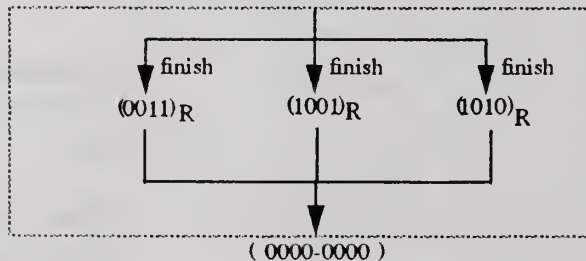 finish finish finish
(0011)R (1001)R (1010)R
( 0000-0000 )